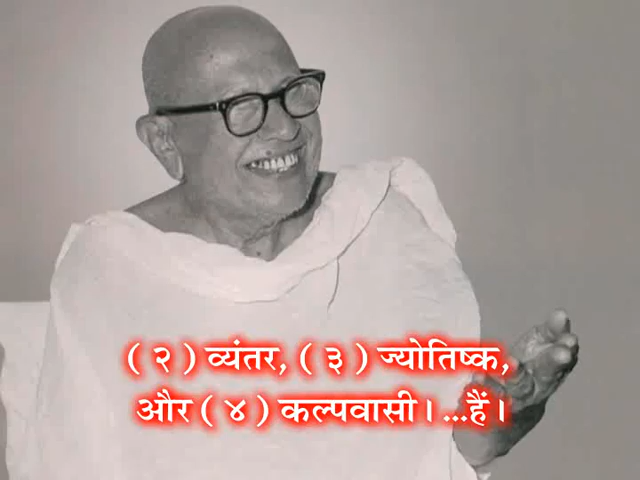 ( २ ) व्यंतर, ( ३ ) ज्योतिष्क,
और ( ४ ) कल्पवासी। ...हैं।